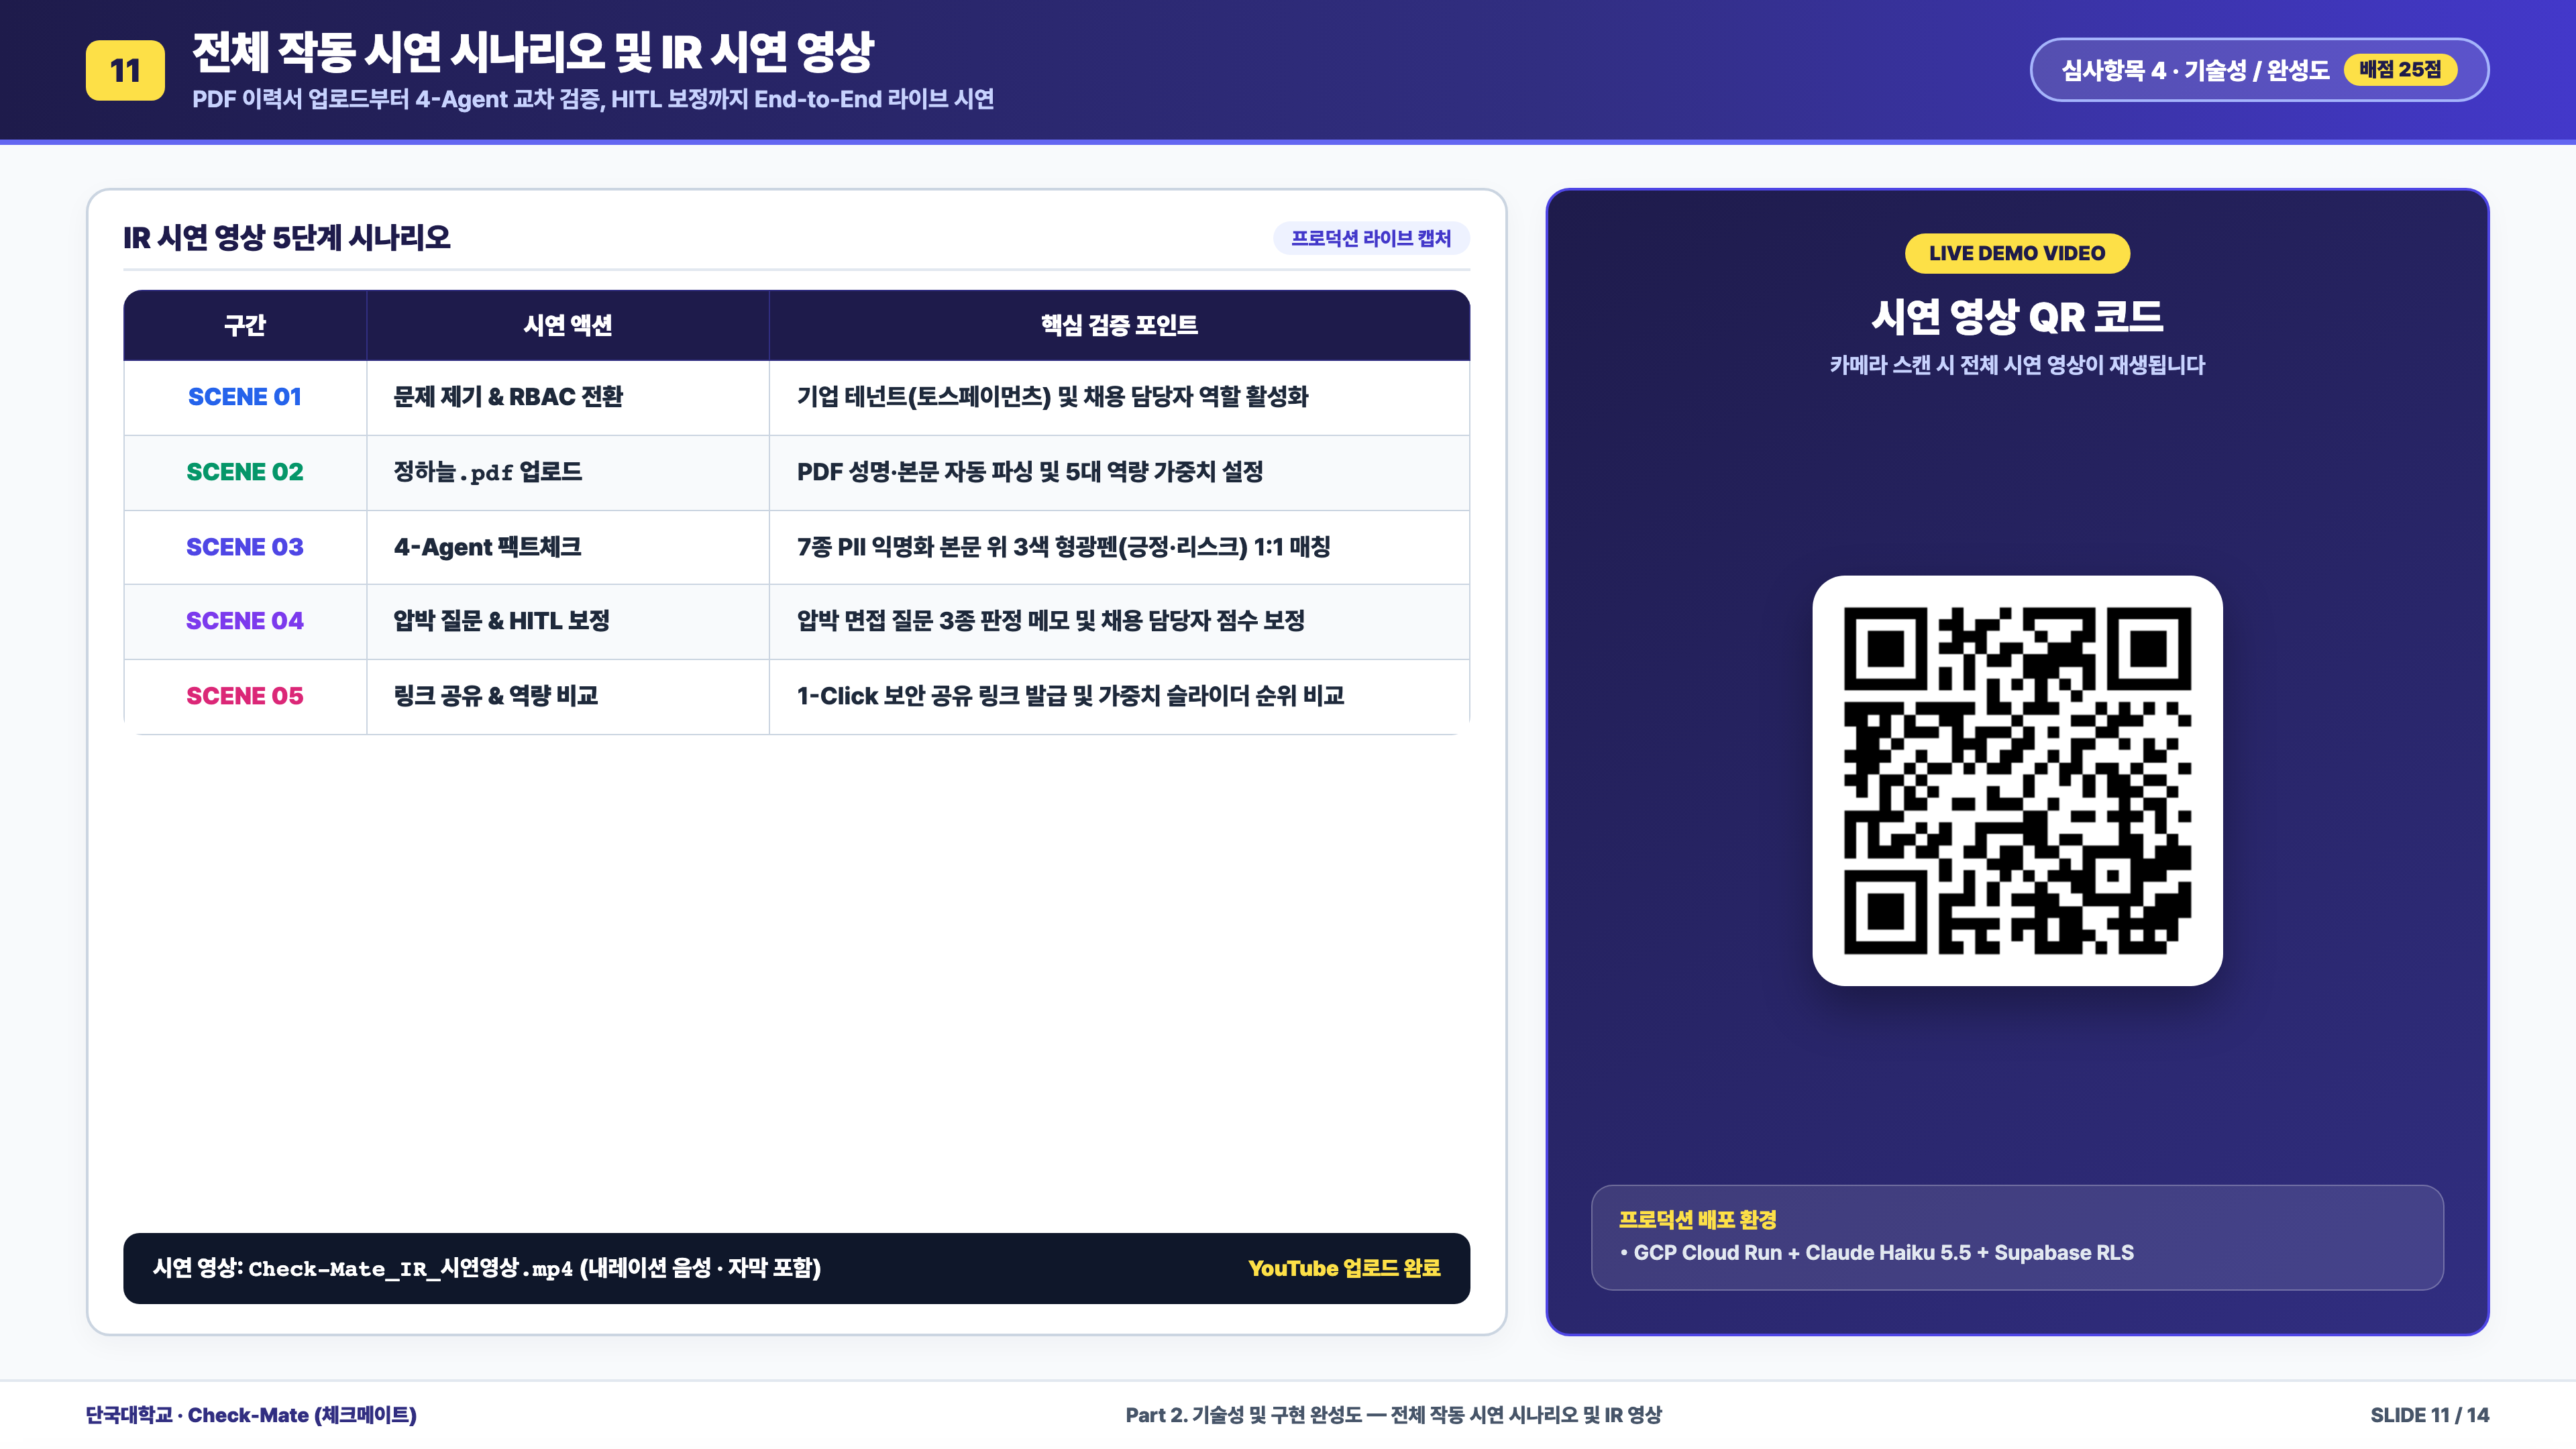 11
전체 작동 시연 시나리오 및 IR 시연 영상
PDF 이력서 업로드부터 4-Agent 교차 검증, HITL 보정까지 End-to-End 라이브 시연
심사항목 4 · 기술성 / 완성도 배점 25점
IR 시연 영상 5단계 시나리오
프로덕션 라이브 캡처
구간 시연 액션 핵심 검증 포인트
SCENE 01 문제 제기 & RBAC 전환 기업 테넌트(토스페이먼츠) 및 채용 담당자 역할 활성화
SCENE 02 정하늘.pdf 업로드 PDF 성명·본문 자동 파싱 및 5대 역량 가중치 설정
SCENE 03 4-Agent 팩트체크 7종 PII 익명화 본문 위 3색 형광펜(긍정·리스크) 1:1 매칭
SCENE 04 압박 질문 & HITL 보정 압박 면접 질문 3종 판정 메모 및 채용 담당자 점수 보정
SCENE 05 링크 공유 & 역량 비교 1-Click 보안 공유 링크 발급 및 가중치 슬라이더 순위 비교
시연 영상: Check-Mate_IR_시연영상.mp4 (내레이션 음성 · 자막 포함)
YouTube 업로드 완료
LIVE DEMO VIDEO
시연 영상 QR 코드
카메라 스캔 시 전체 시연 영상이 재생됩니다
프로덕션 배포 환경
• GCP Cloud Run + Claude Haiku 5.5 + Supabase RLS
단국대학교 · Check-Mate (체크메이트)
Part 2. 기술성 및 구현 완성도 — 전체 작동 시연 시나리오 및 IR 영상
SLIDE 11 / 14